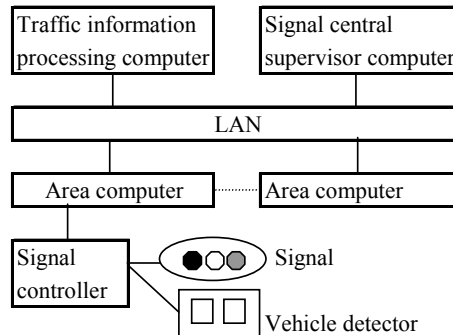 Traffic information
processing computer
Signal central
supervisor computer
LAN
Area computer
Area computer
Signal
controller
Signal
Vehicle detector